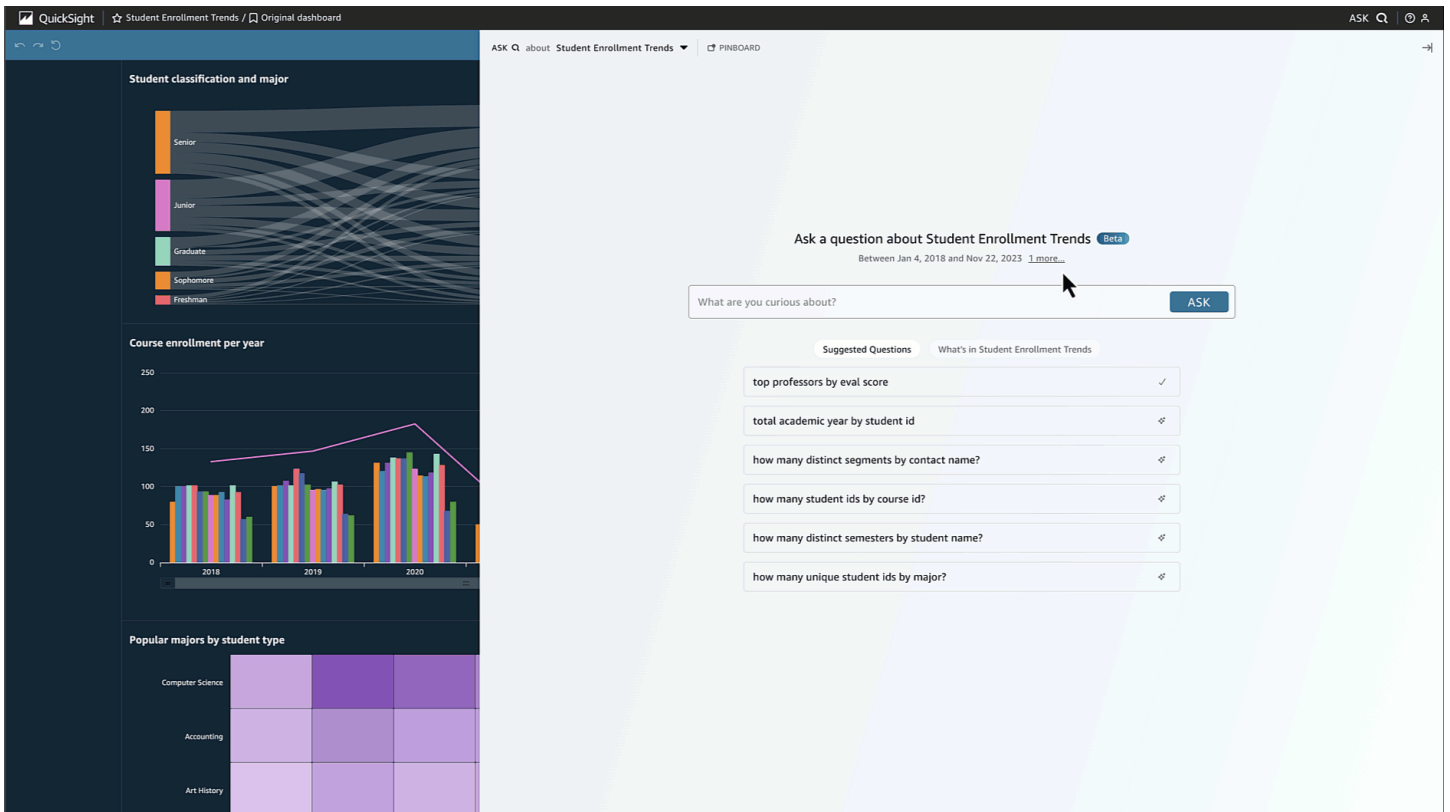 QuickSight
Student Enrollment Trends / Original dashboard
ASK
ASK Q about Student Enrollment Trends
PINBOARD
Student classification and major
Senior
Junior
Graduate
Sophomore
Freshman
Course enrollment per year
250
200
150
100
50
0
2018
2019
2020
Popular majors by student type
Computer Science
Accounting
Art History
Ask a question about Student Enrollment Trends Beta
Between Jan 4, 2018 and Nov 22, 2023 1 more...
What are you curious about?
ASK
Suggested Questions
What's in Student Enrollment Trends
top professors by eval score
total academic year by student id
how many distinct segments by contact name?
how many student ids by course id?
how many distinct semesters by student name?
how many unique student ids by major?